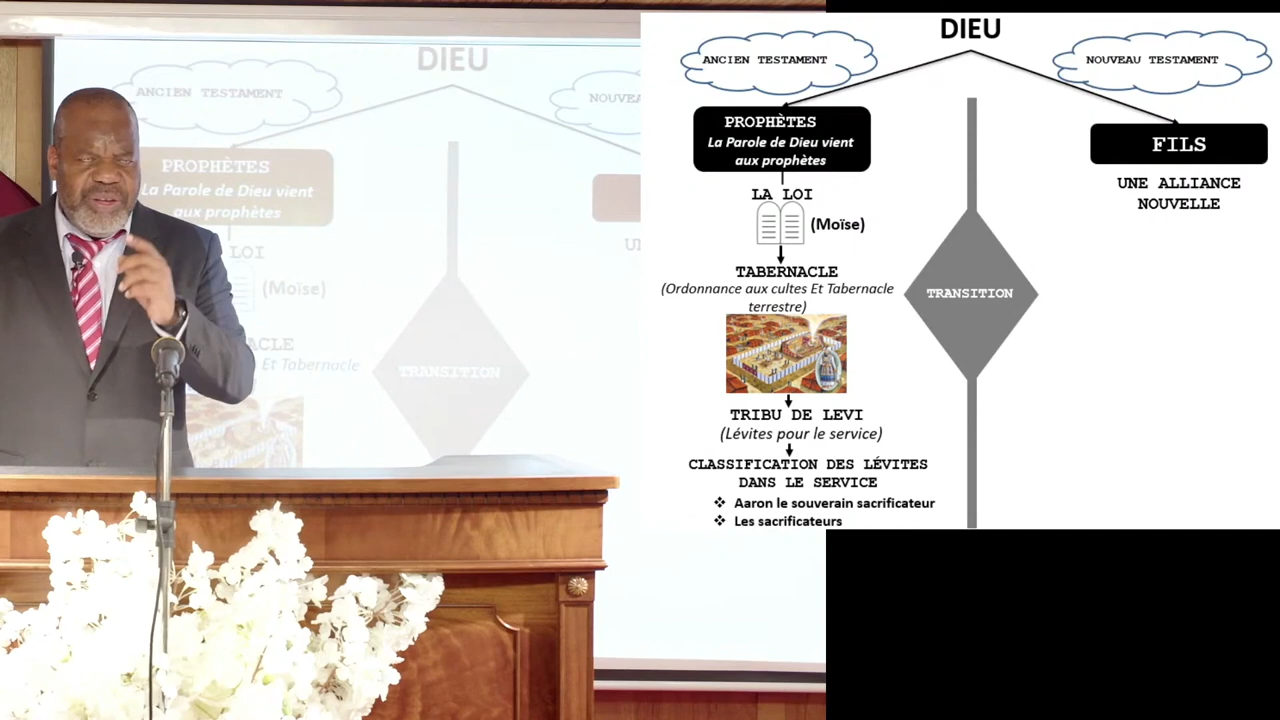 DIEU
ANCIEN TESTAMENT
NOUVEAU TESTAMENT
PROPHÈTES
La Parole de Dieu vient
aux prophètes
FILS
UNE ALLIANCE
NOUVELLE
LA LOI
(Moïse)
TABERNACLE
(Ordonnance aux cultes Et Tabernacle
terrestre)
TRANSITION
TRIBU DE LEVI
(Lévites pour le service)
CLASSIFICATION DES LÉVITES
DANS LE SERVICE
❖ Aaron le souverain sacrificateur
❖ Les sacrificateurs
DIEU
ANCIEN TESTAMENT
NOUVEA
PROPHÈTES
La Parole de Dieu vient
aux prophètes
U
LOI
(Moïse)
ACLE
Et Tabernacle
TRANSITION